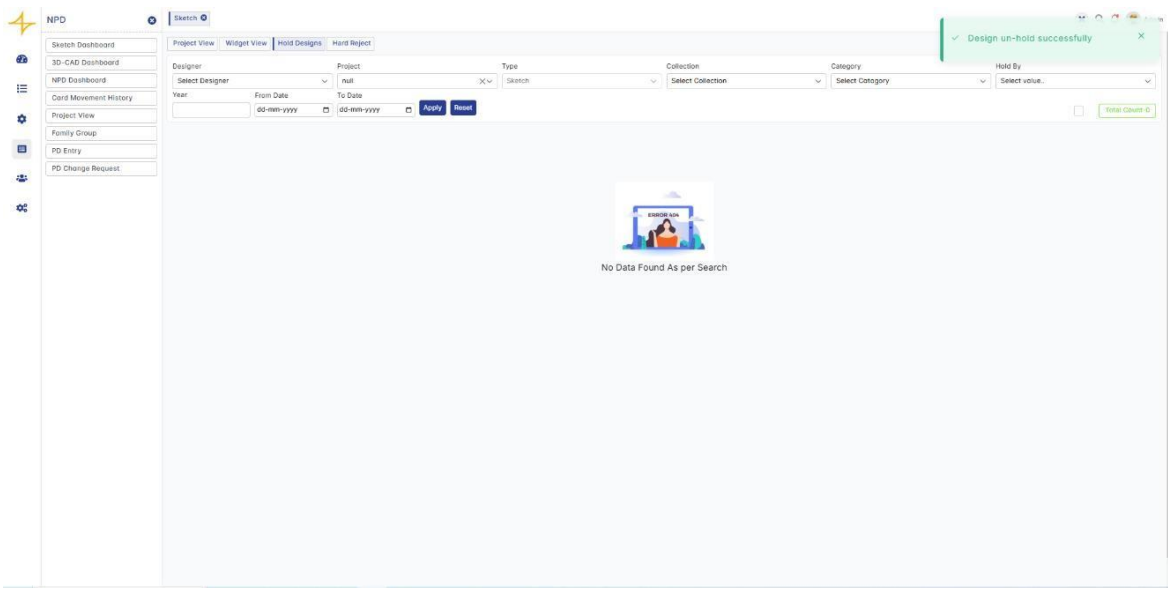 NPD
Sketch
Design un-hold successfully
Sketch Dashboard
3D-CAD Dashboard
NPD Dashboard
Card Movement History
Project View
Family Group
PD Entry
PD Change Request
Project View Widget View Hold Designs Hard Reject
Designer Project Type Collection Category Hold By
Select Designer null Sketch Select Collection Select Category Select value..
Year From Date To Date
dd-mm-yyyy dd-mm-yyyy Apply Reset Total Count 0
ERROR 404
No Data Found As per Search